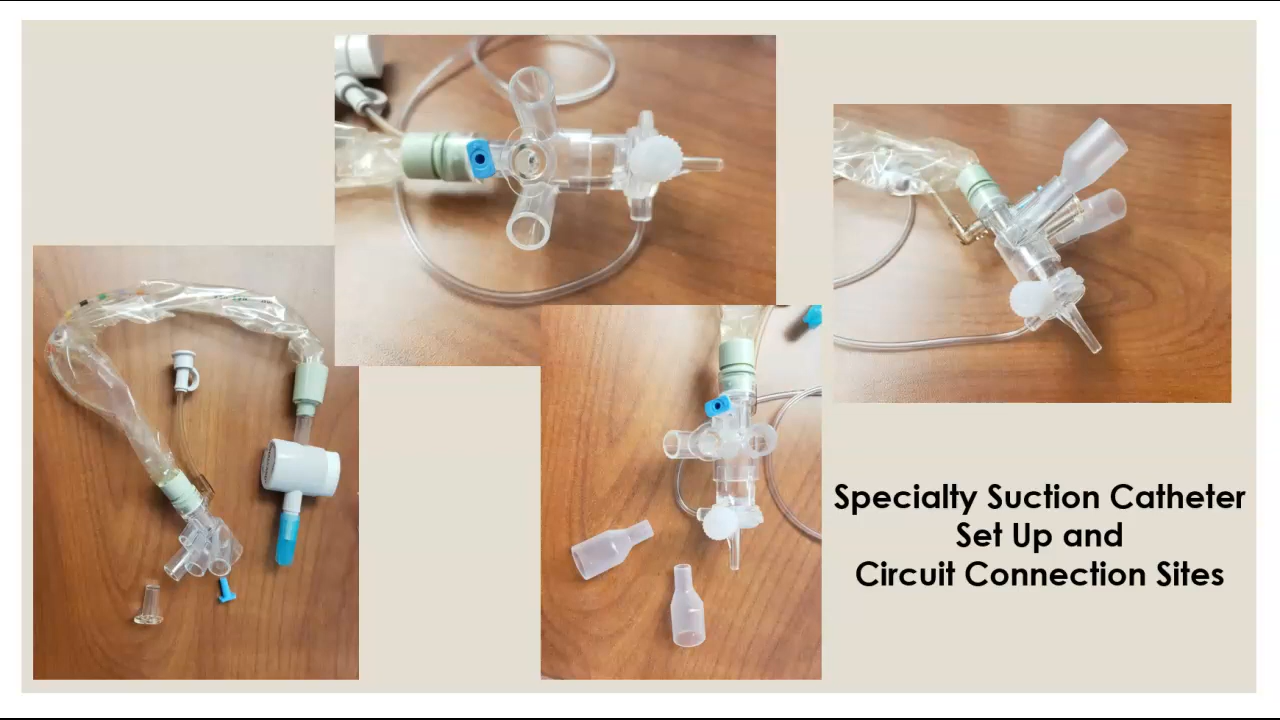 Specialty Suction Catheter
Set Up and
Circuit Connection Sites